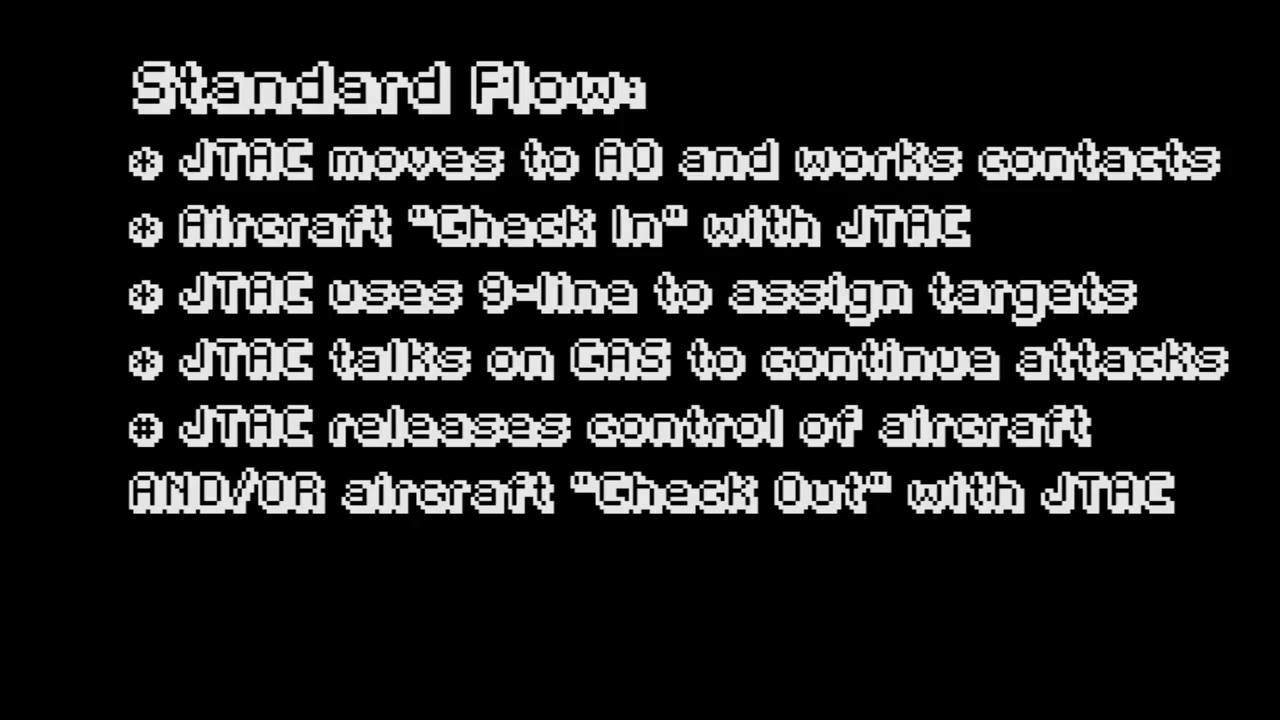 Standard Flow:
* JTAC moves to AO and works contacts
* Aircraft "Check In" with JTAC
* JTAC uses 9-line to assign targets
* JTAC talks on CAS to continue attacks
# JTAC releases control of aircraft
AND/OR aircraft "Check Out" with JTAC